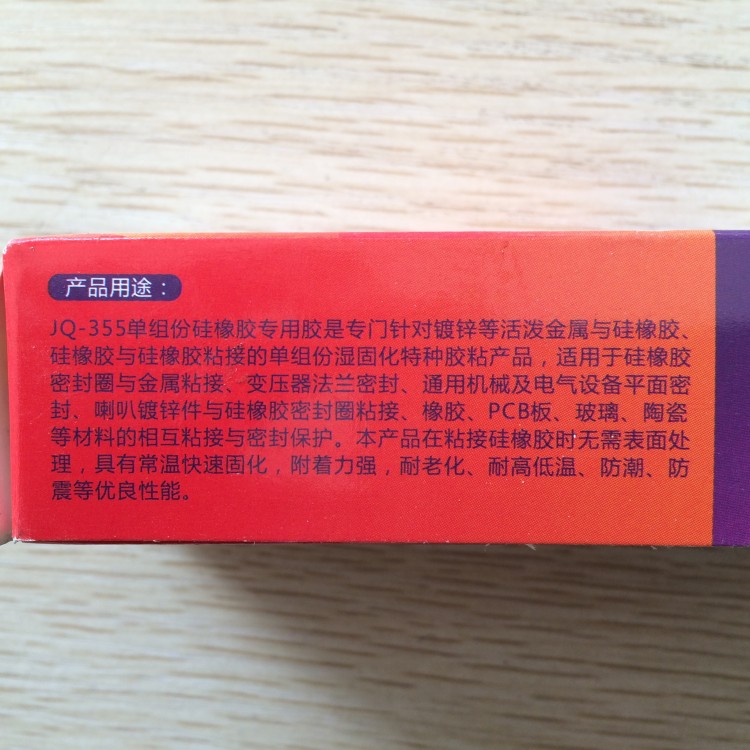 产品用途：
JQ-355单组份硅橡胶专用胶是专门针对镀锌等活泼金属与硅橡胶、
硅橡胶与硅橡胶粘接的单组份湿固化特种胶粘产品，适用于硅橡胶
密封圈与金属粘接、变压器法兰密封、通用机械及电气设备平面密
封、喇叭镀锌件与硅橡胶密封圈粘接、橡胶、PCB板、玻璃、陶瓷
等材料的相互粘接与密封保护。本产品在粘接硅橡胶时无需表面处
理，具有常温快速固化，附着力强，耐老化、耐高低温、防潮、防
震等优良性能。